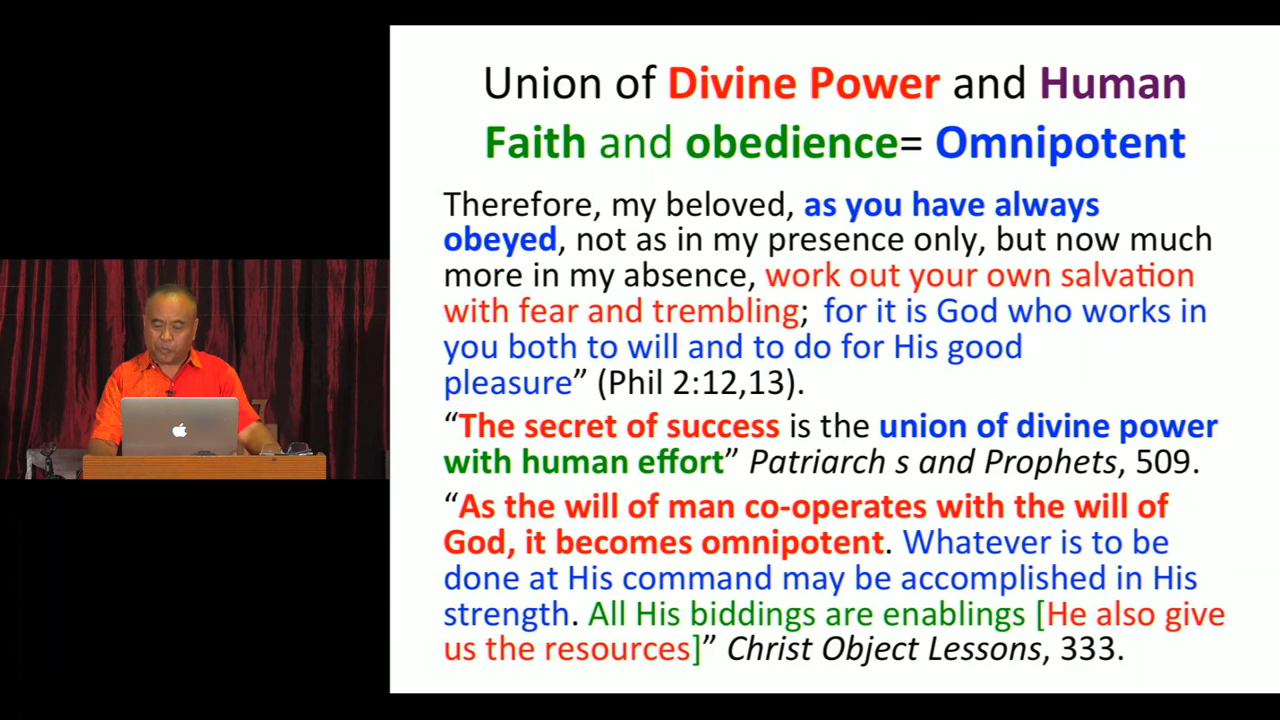 Union of Divine Power and Human
Faith and obedience= Omnipotent
Therefore, my beloved, as you have always
obeyed, not as in my presence only, but now much
more in my absence, work out your own salvation
with fear and trembling;  for it is God who works in
you both to will and to do for His good
pleasure” (Phil 2:12,13).
“The secret of success is the union of divine power
with human effort” Patriarch s and Prophets, 509.
“As the will of man co-operates with the will of
God, it becomes omnipotent. Whatever is to be
done at His command may be accomplished in His
strength. All His biddings are enablings [He also give
us the resources]” Christ Object Lessons, 333.